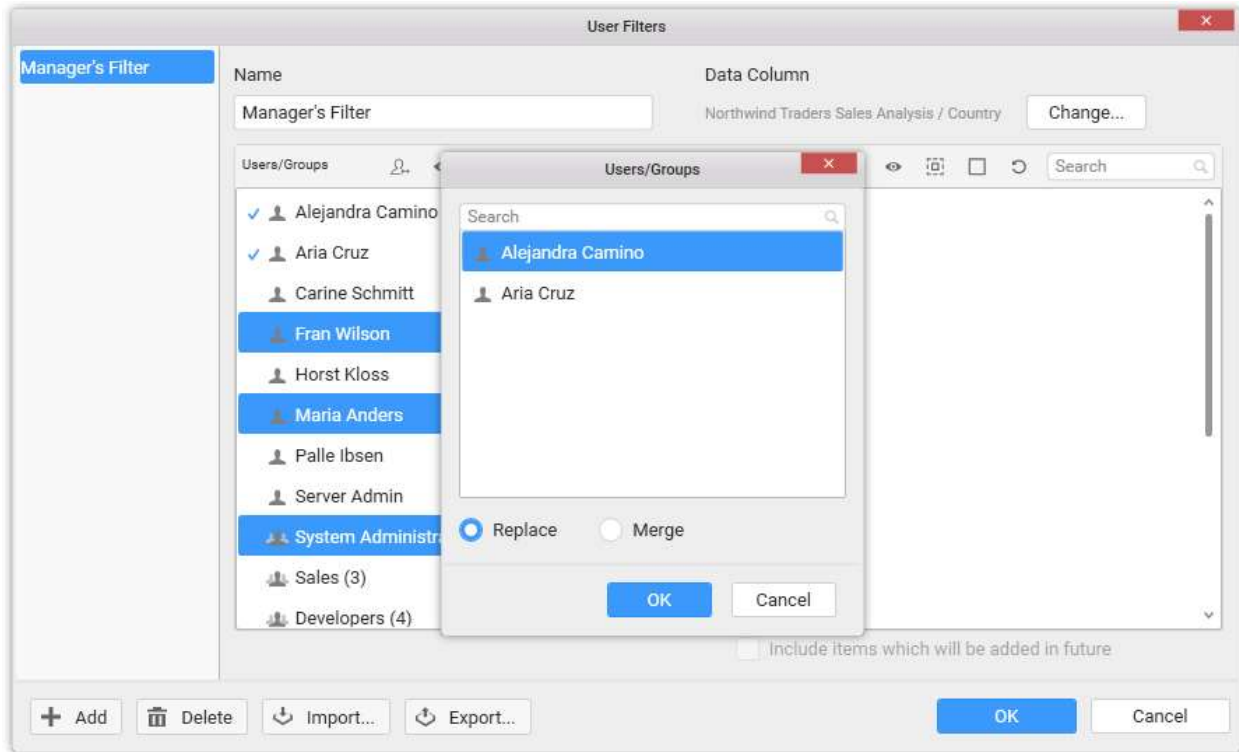 User Filters
Manager's Filter
Name
Data Column
Manager's Filter
Northwind Traders Sales Analysis / Country
Change...
Users/Groups
Search
Alejandra Camino
Aria Cruz
Carine Schmitt
Fran Wilson
Horst Kloss
Maria Anders
Palle Ibsen
Server Admin
System Administr
Sales (3)
Developers (4)
Users/Groups
Search
Alejandra Camino
Aria Cruz
Replace
Merge
OK
Cancel
Include items which will be added in future
Add
Delete
Import...
Export...
OK
Cancel